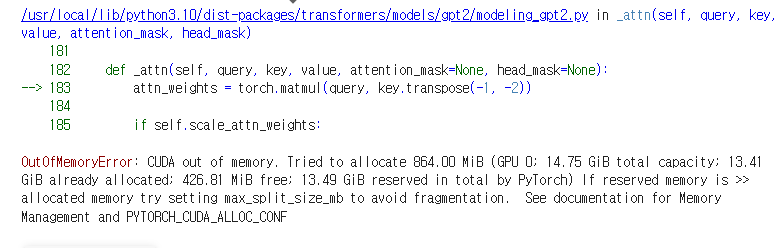 /usr/local/lib/python3.10/dist-packages/transformers/models/gpt2/modeling_gpt2.py in _attn(self, query, key,
value, attention_mask, head_mask)
181
182 def _attn(self, query, key, value, attention_mask=None, head_mask=None):
--> 183 attn_weights = torch.matmul(query, key.transpose(-1, -2))
184
185 if self.scale_attn_weights:
OutOfMemoryError: CUDA out of memory. Tried to allocate 864.00 MiB (GPU 0; 14.75 GiB total capacity; 13.41
GiB already allocated; 426.81 MiB free; 13.49 GiB reserved in total by PyTorch) If reserved memory is >>
allocated memory try setting max_split_size_mb to avoid fragmentation.  See documentation for Memory
Management and PYTORCH_CUDA_ALLOC_CONF